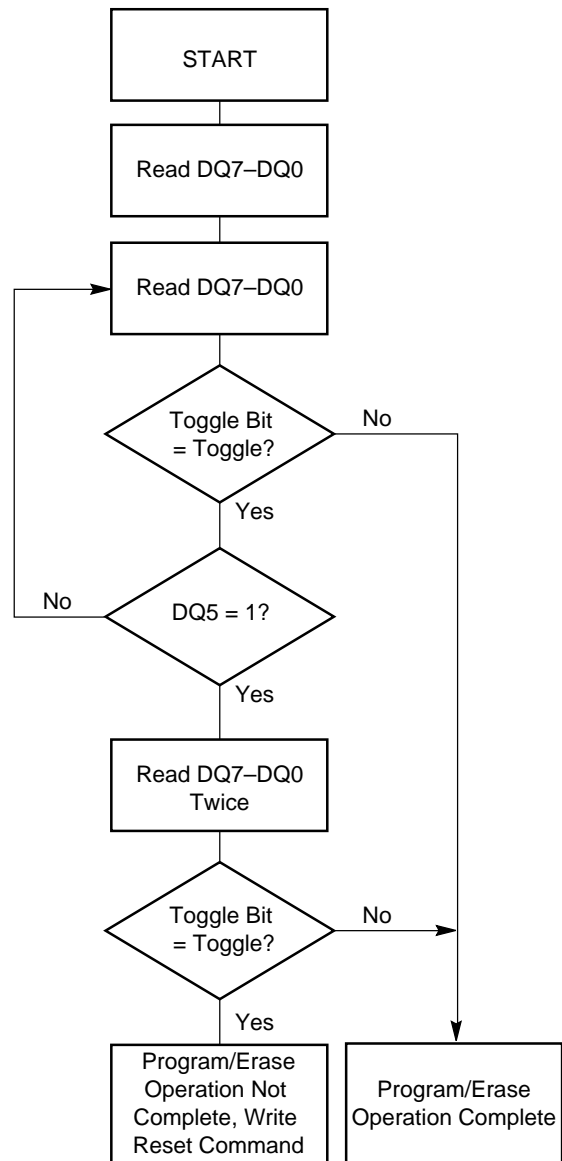 START
Read DQ7–DQ0
Read DQ7–DQ0
Toggle Bit
= Toggle?
No
Yes
No
DQ5 = 1?
Yes
Read DQ7–DQ0
Twice
Toggle Bit
= Toggle?
No
Yes
Program/Erase
Operation Not
Complete, Write
Reset Command
Program/Erase
Operation Complete